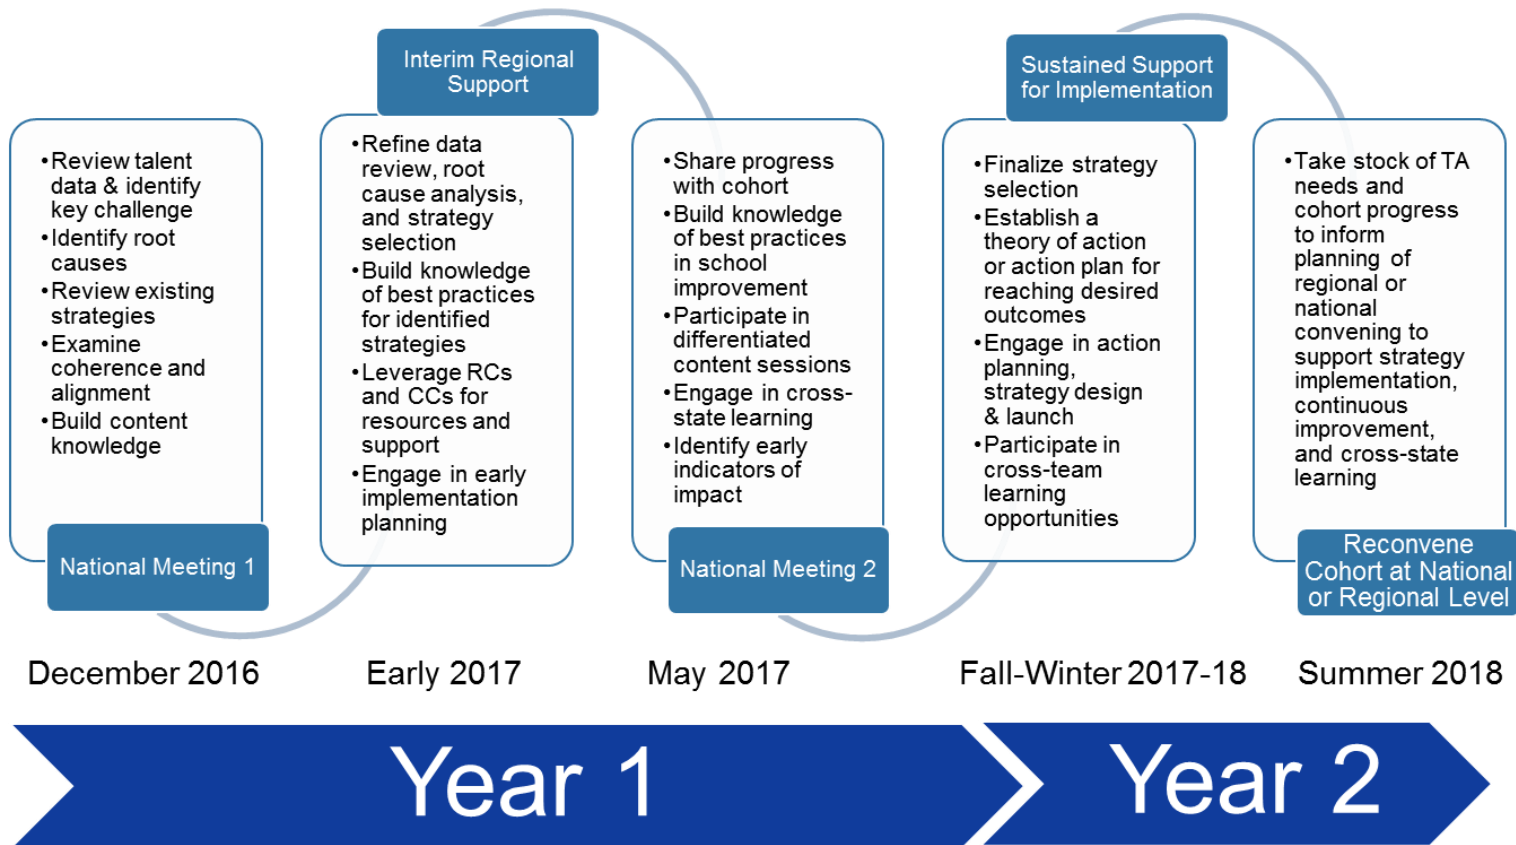 Interim Regional
Support
Sustained Support
for Implementation
•Review talent
data & identify
key challenge
•Identify root
causes
•Review existing
strategies
•Examine
coherence and
alignment
•Build content
knowledge
National Meeting 1
•Refine data
review, root
cause analysis,
and strategy
selection
•Build knowledge
of best practices
for identified
strategies
•Leverage RCs
and CCs for
resources and
support
•Engage in early
implementation
planning
•Share progress
with cohort
•Build knowledge
of best practices
in school
improvement
•Participate in
differentiated
content sessions
•Engage in cross-
state learning
•Identify early
indicators of
impact
National Meeting 2
•Finalize strategy
selection
•Establish a
theory of action
or action plan for
reaching desired
outcomes
•Engage in action
planning,
strategy design
& launch
•Participate in
cross-team
learning
opportunities
•Take stock of TA
needs and
cohort progress
to inform
planning of
regional or
national
convening to
support strategy
implementation,
continuous
improvement,
and cross-state
learning
Reconvene
Cohort at National
or Regional Level
December 2016
Early 2017
May 2017
Fall-Winter 2017-18
Summer 2018
Year 1
Year 2